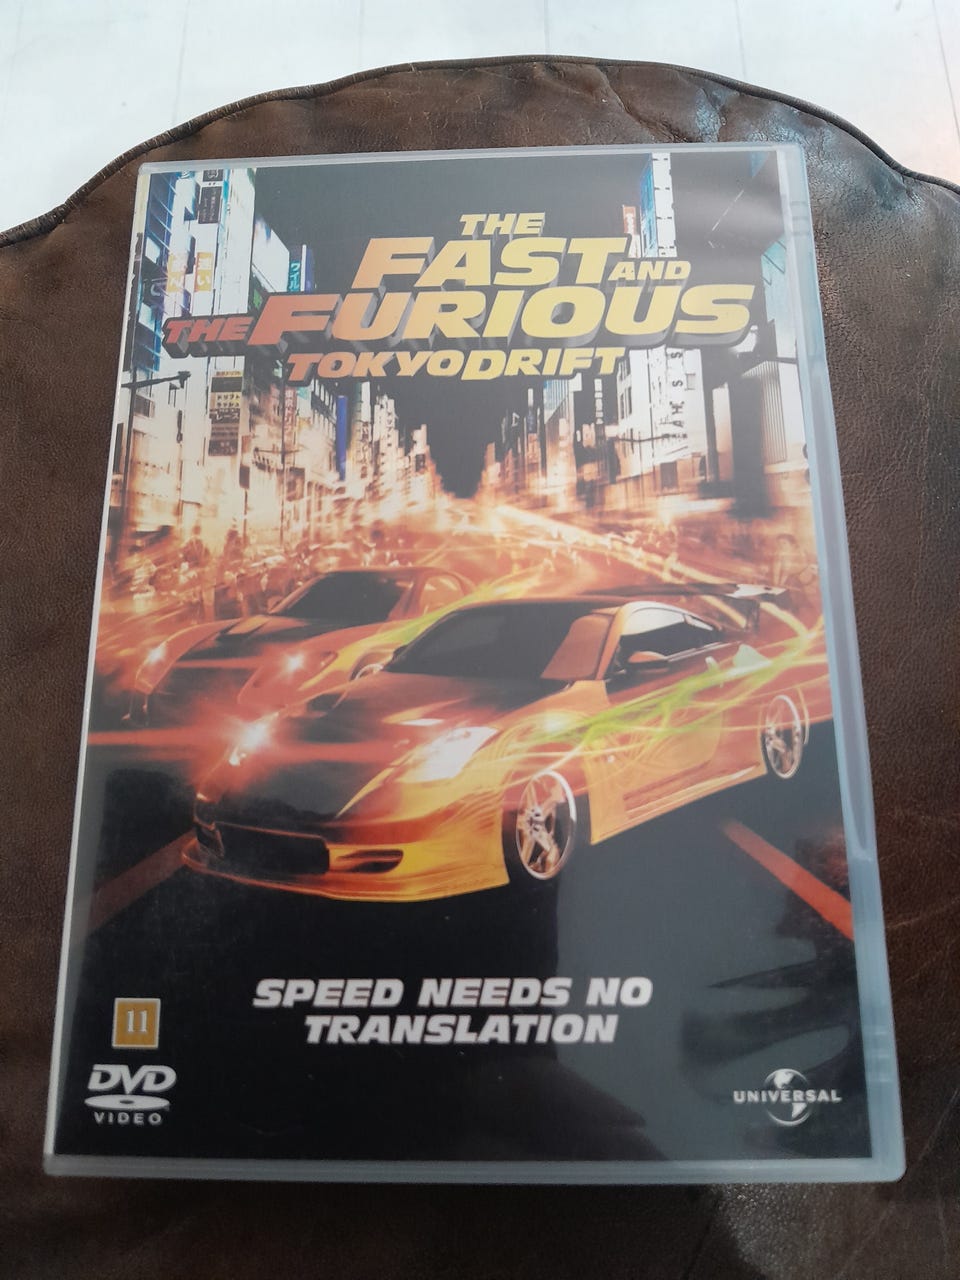 THE
FAST AND
THE FURIOUS
TOKYO DRIFT
SPEED NEEDS NO
TRANSLATION
11
DVD
VIDEO
UNIVERSAL